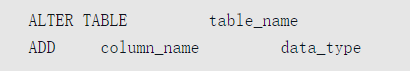 ALTER TABLE table_name
ADD column_name data_type